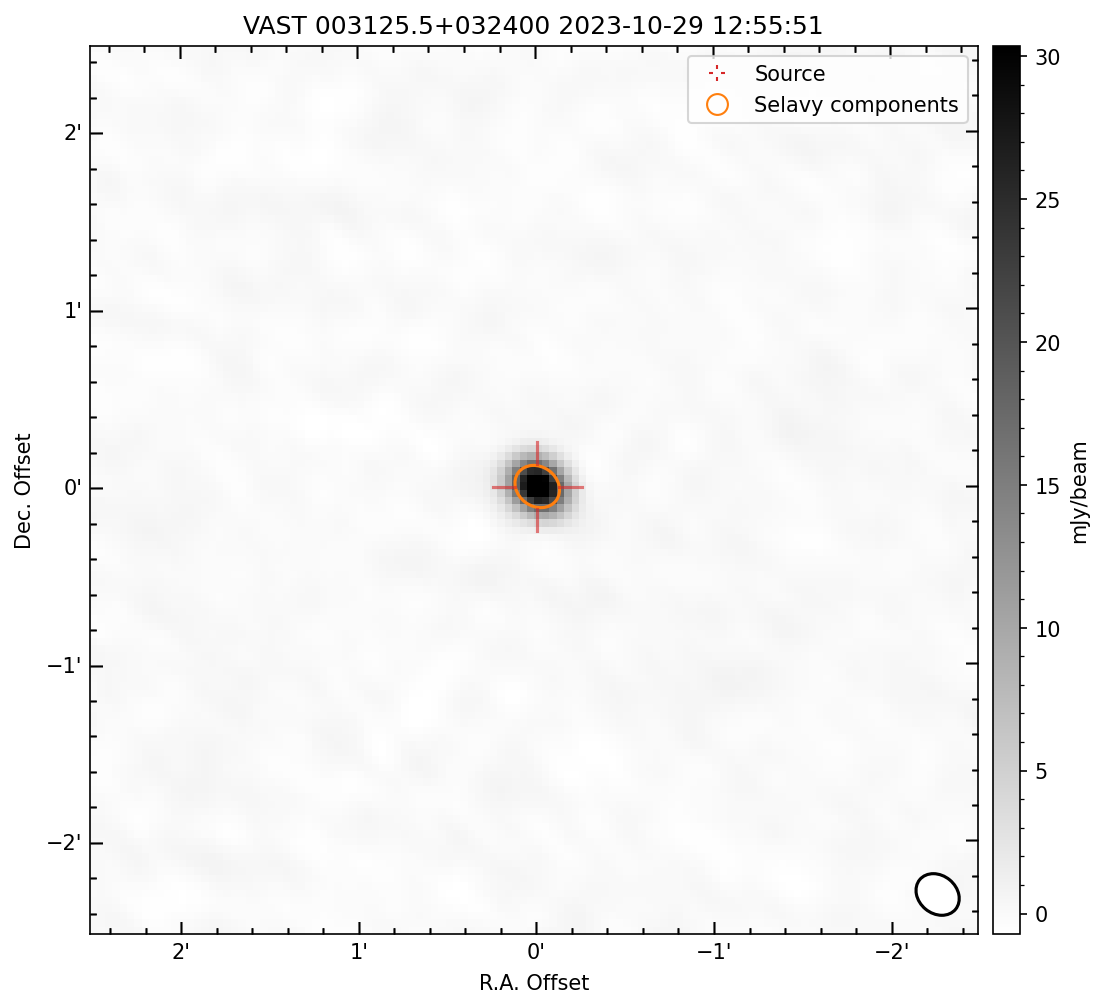 VAST 003125.5+032400 2023-10-29 12:55:51
Source
Selavy components
2'
1'
0'
−1'
−2'
Dec. Offset
2'
1'
0'
−1'
−2'
R.A. Offset
30
25
20
15
10
5
0
mJy/beam